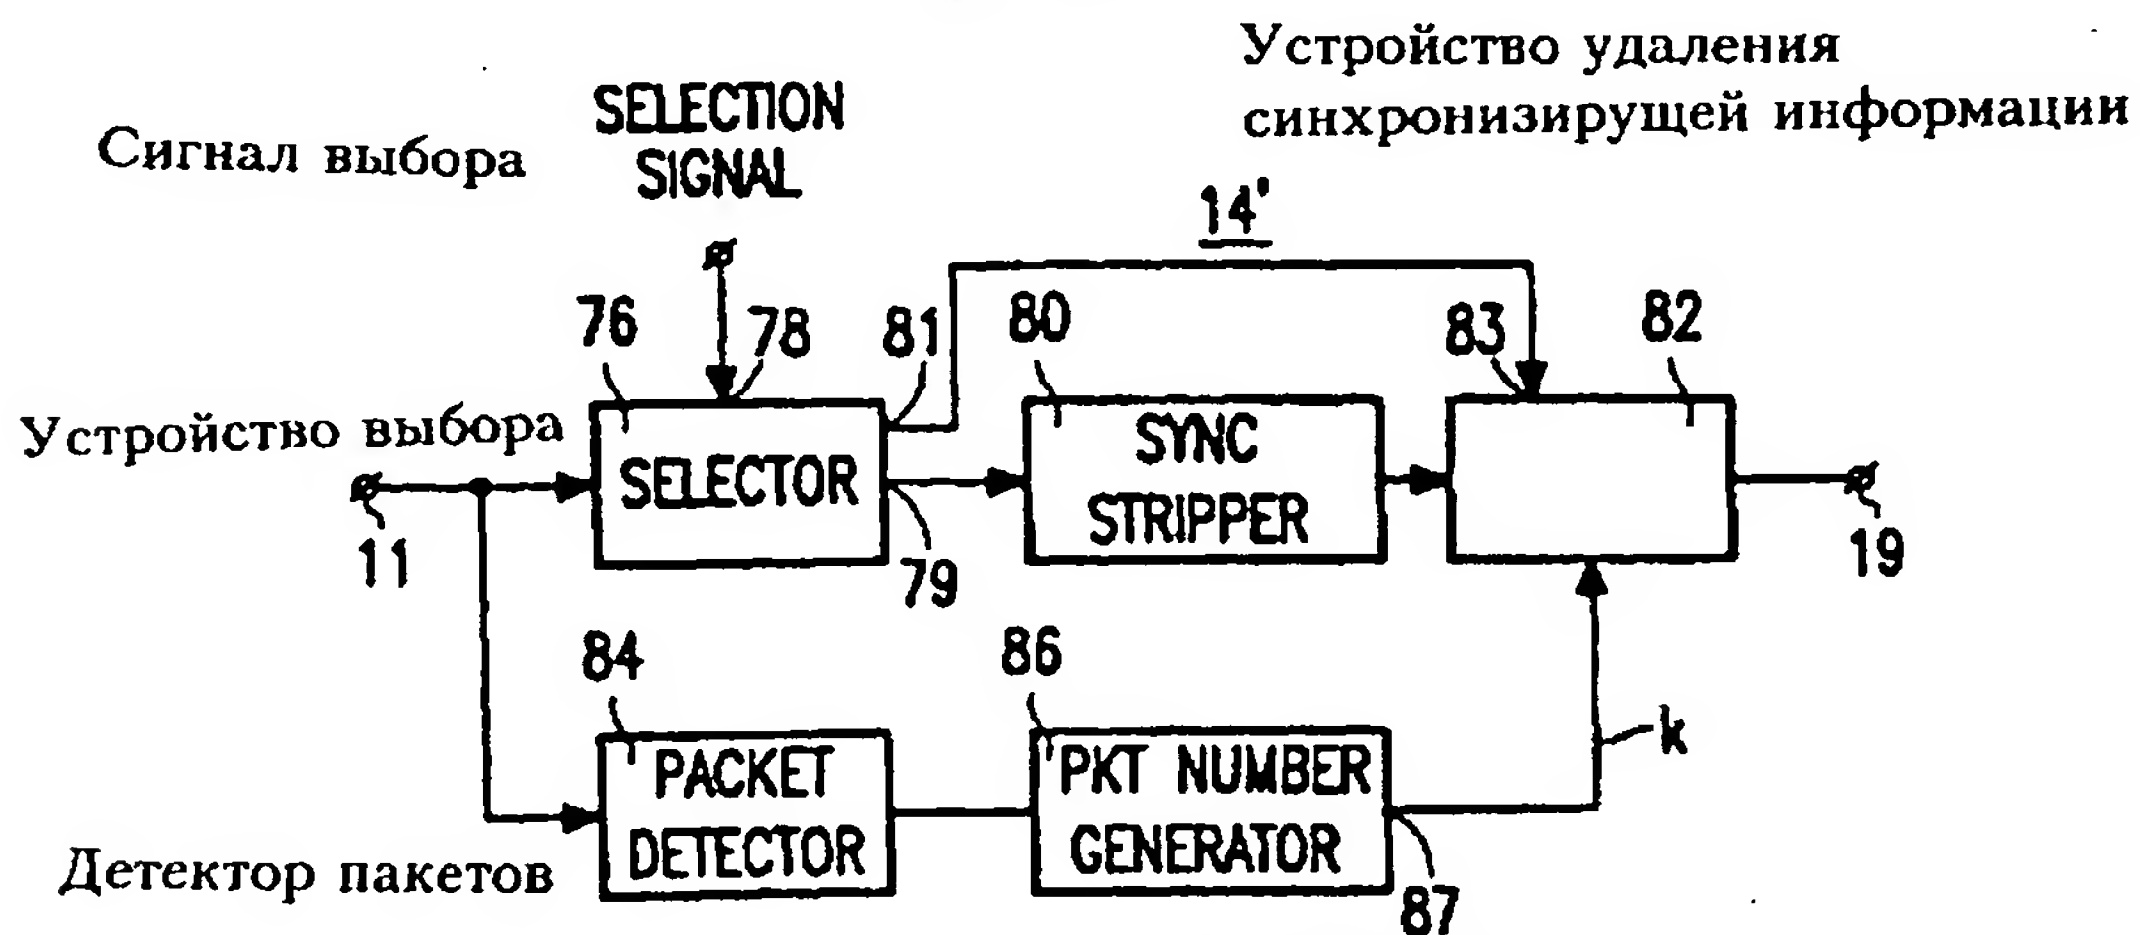 Устройство удаления
синхронизирущей информации
Сигнал выбора
SELECTION
SIGNAL
14'
76
78
81
80
83
82
Устройство выбора
SELECTOR
SYNC
STRIPPER
11
79
19
84
86
k
PACKET
DETECTOR
PKT NUMBER
GENERATOR
Детектор пакетов
87